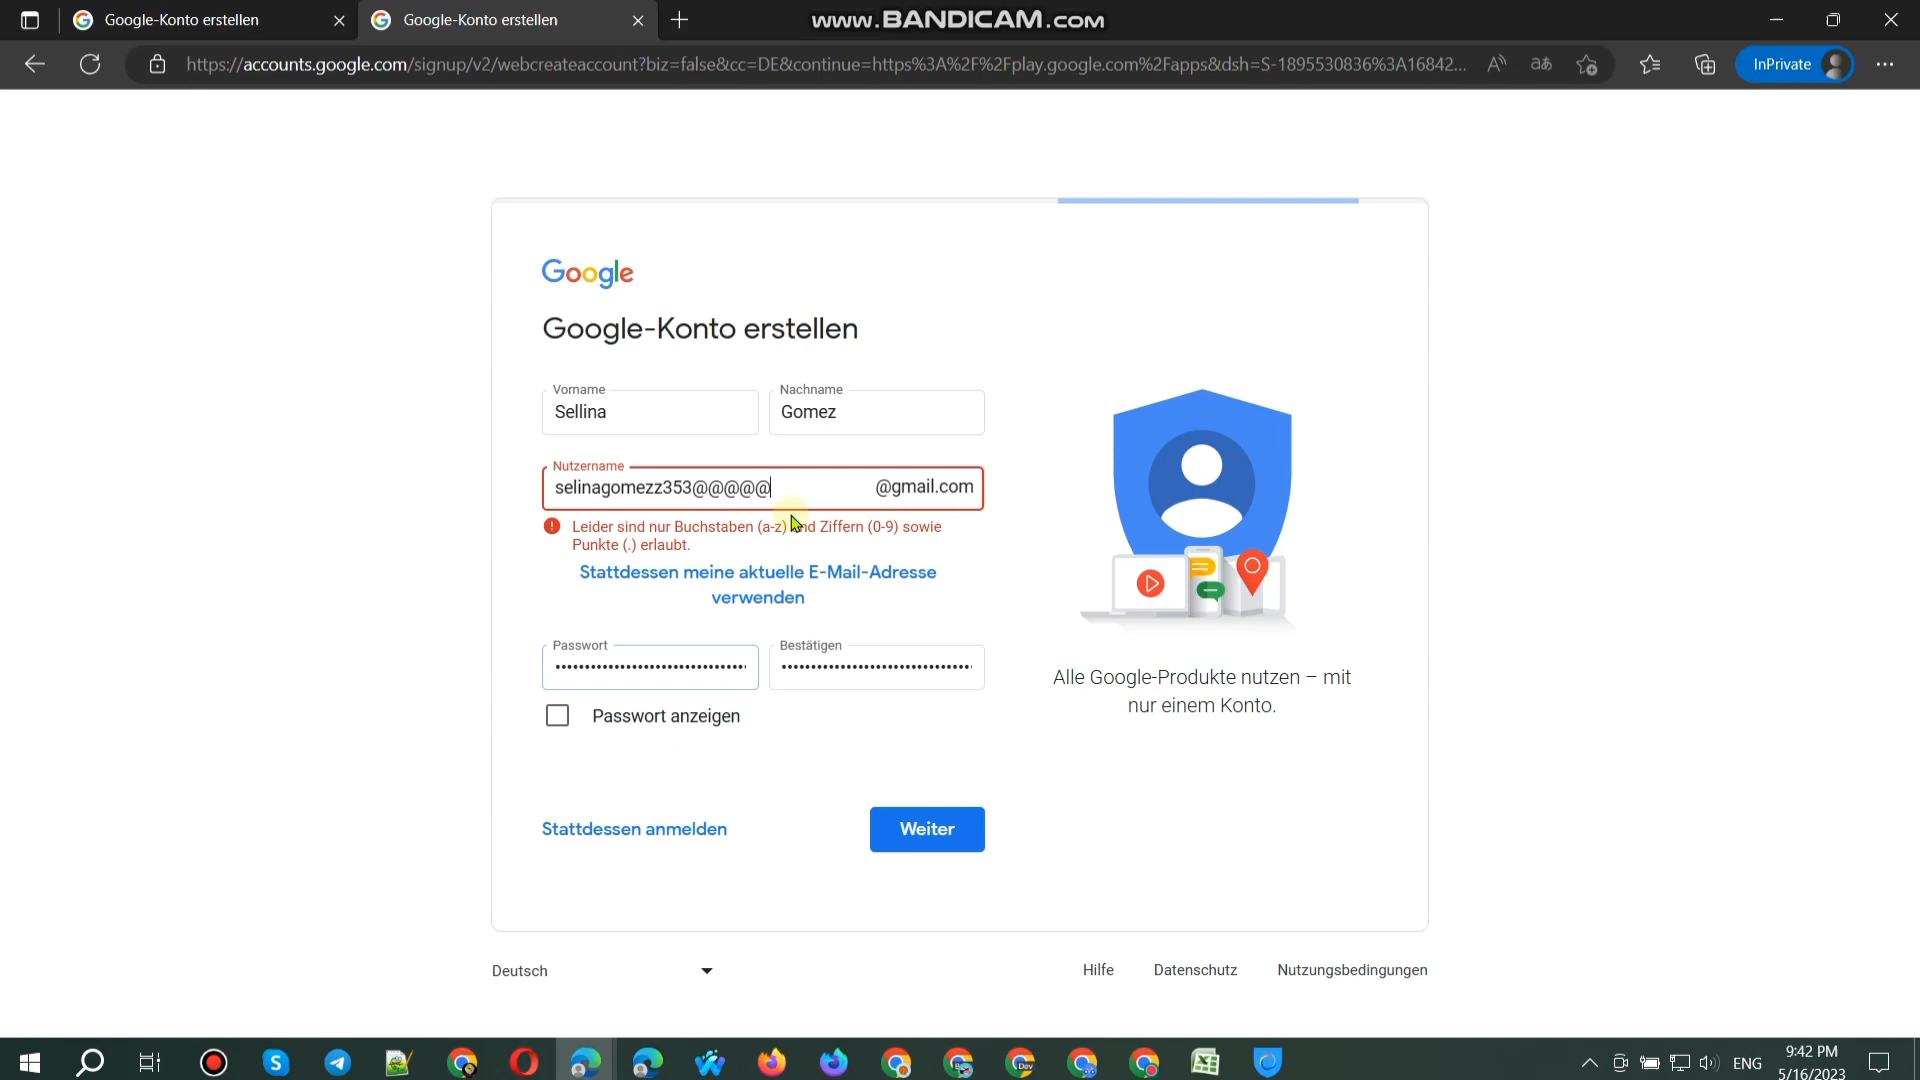 Google-Konto erstellen
Google-Konto erstellen
www.BANDICAM.com
https://accounts.google.com/signup/v2/webcreateaccount?biz=false&cc=DE&continue=https%3A%2F%2Fplay.google.com%2Fapps&dsh=S-1895530836%3A16842...
InPrivate
Google
Google-Konto erstellen
Vorname
Sellina
Nachname
Gomez
Nutzername
selinagomezz353@@@@@
@gmail.com
Leider sind nur Buchstaben (a-z) nd Ziffern (0-9) sowie
Punkte (.) erlaubt.
Stattdessen meine aktuelle E-Mail-Adresse
verwenden
Passwort
Bestätigen
Passwort anzeigen
Stattdessen anmelden
Weiter
Alle Google-Produkte nutzen – mit
nur einem Konto.
Deutsch
Hilfe
Datenschutz
Nutzungsbedingungen
ENG
9:42 PM
5/16/2023